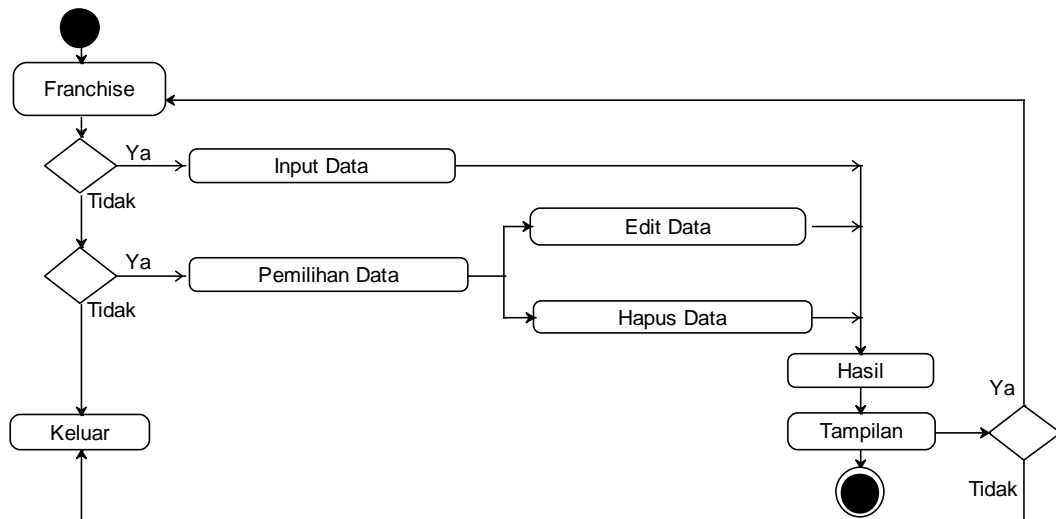 Franchise
Ya
Input Data
Tidak
Edit Data
Ya
Pemilihan Data
Tidak
Hapus Data
Hasil
Ya
Keluar
Tampilan
Tidak